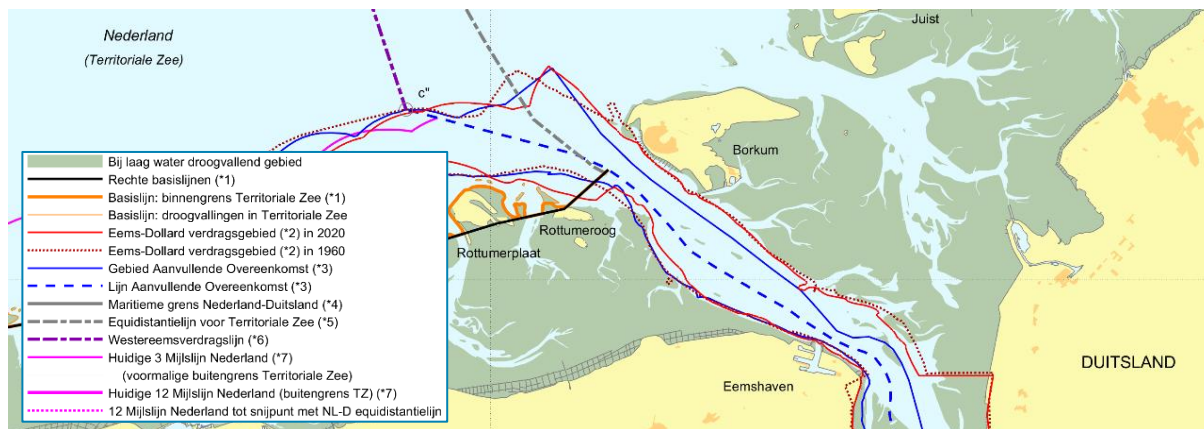 Nederland
(Territoriale Zee)
Juist
c"
Borkum
Rottumeroog
Rottumerplaat
Eemshaven
DUITSLAND
Bij laag water droogvallend gebied
Rechte basislijnen (*1)
Basislijn: binnengrens Territoriale Zee (*1)
Basislijn: droogvallingen in Territoriale Zee
Eems-Dollard verdragsgebied (*2) in 2020
Eems-Dollard verdragsgebied (*2) in 1960
Gebied Aanvullende Overeenkomst (*3)
Lijn Aanvullende Overeenkomst (*3)
Maritieme grens Nederland-Duitsland (*4)
Equidistantielijn voor Territoriale Zee (*5)
Westereemsverdragslijn (*6)
Huidige 3 Mijlslijn Nederland (*7)
(voormalige buitengrens Territoriale Zee)
Huidige 12 Mijlslijn Nederland (buitengrens TZ) (*7)
12 Mijlslijn Nederland tot snijpunt met NL-D equidistantielijn